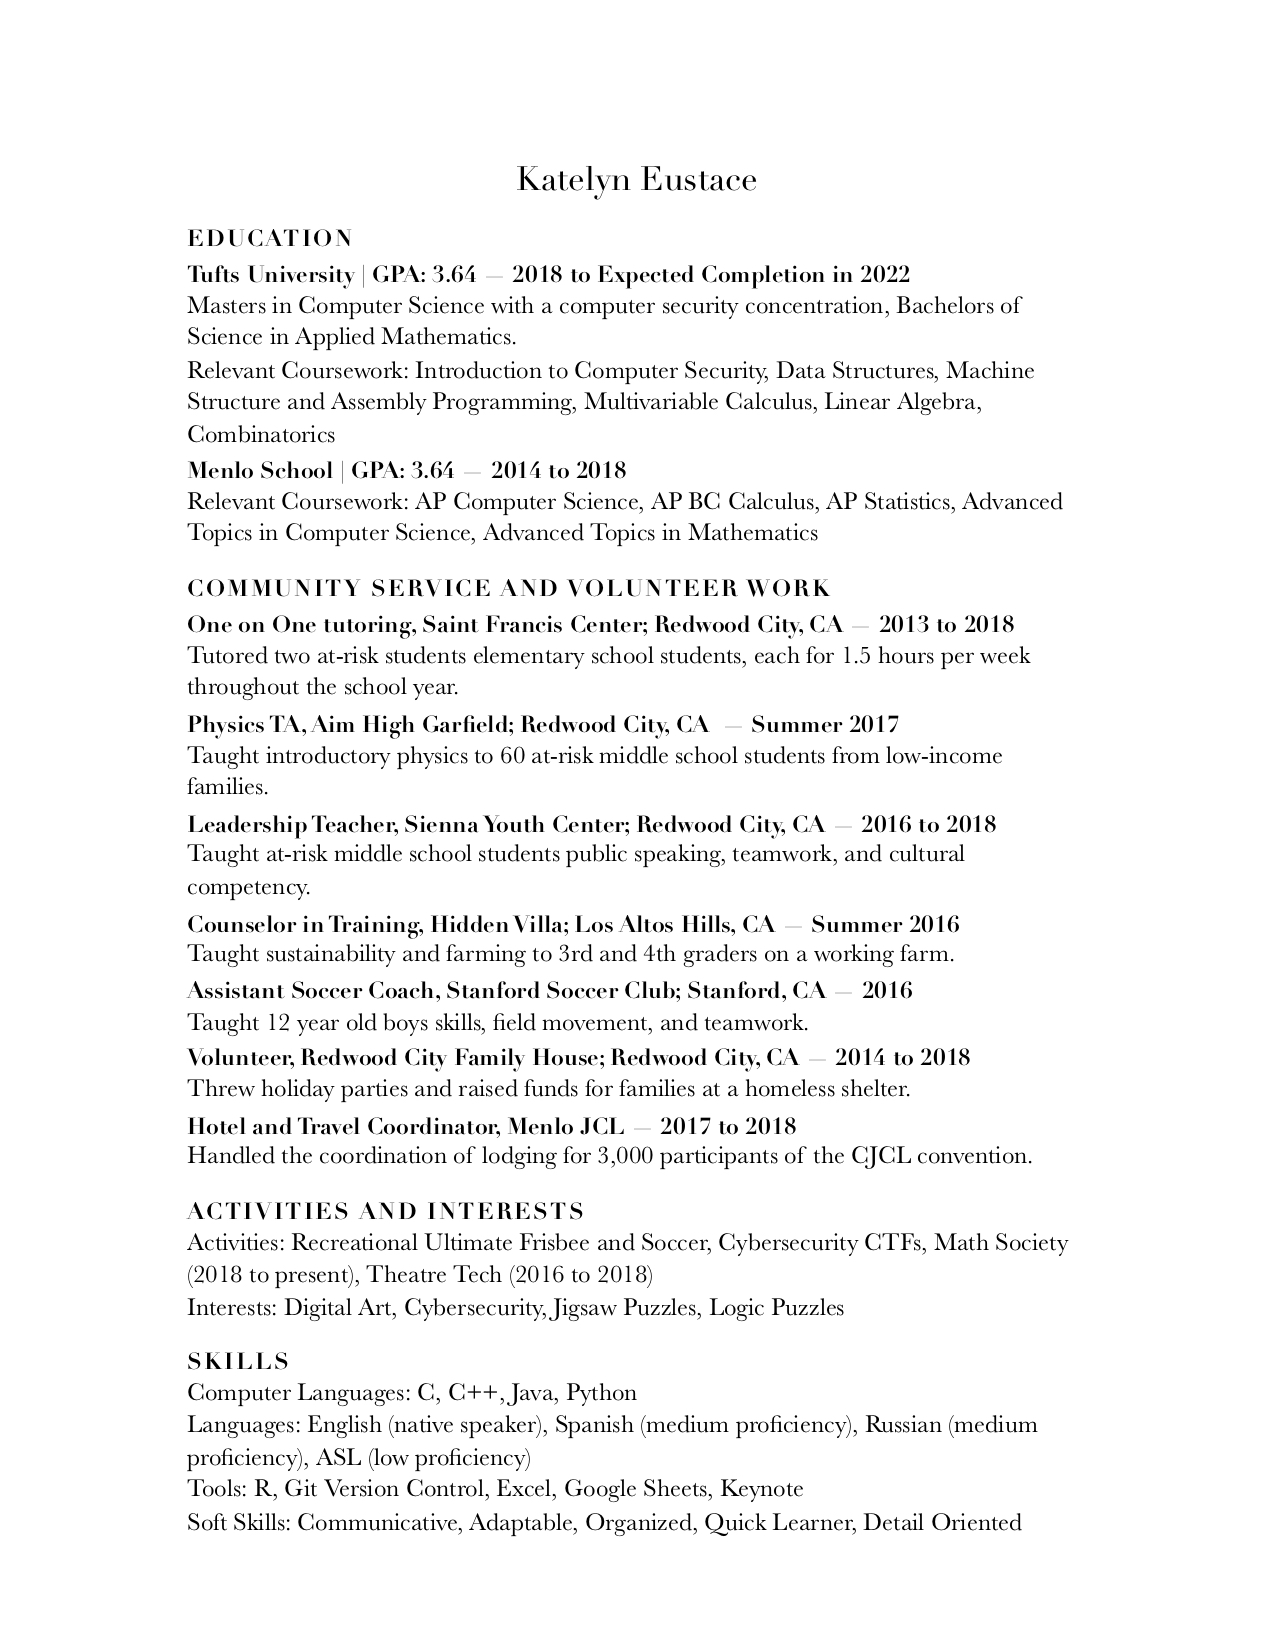 Katelyn Eustace
EDUCATION
Tufts University | GPA: 3.64 — 2018 to Expected Completion in 2022
Masters in Computer Science with a computer security concentration, Bachelors of
Science in Applied Mathematics.
Relevant Coursework: Introduction to Computer Security, Data Structures, Machine
Structure and Assembly Programming, Multivariable Calculus, Linear Algebra,
Combinatorics
Menlo School | GPA: 3.64 — 2014 to 2018
Relevant Coursework: AP Computer Science, AP BC Calculus, AP Statistics, Advanced
Topics in Computer Science, Advanced Topics in Mathematics
COMMUNITY SERVICE AND VOLUNTEER WORK
One on One tutoring, Saint Francis Center; Redwood City, CA — 2013 to 2018
Tutored two at-risk students elementary school students, each for 1.5 hours per week
throughout the school year.
Physics TA, Aim High Garfield; Redwood City, CA — Summer 2017
Taught introductory physics to 60 at-risk middle school students from low-income
families.
Leadership Teacher, Sienna Youth Center; Redwood City, CA — 2016 to 2018
Taught at-risk middle school students public speaking, teamwork, and cultural
competency.
Counselor in Training, Hidden Villa; Los Altos Hills, CA — Summer 2016
Taught sustainability and farming to 3rd and 4th graders on a working farm.
Assistant Soccer Coach, Stanford Soccer Club; Stanford, CA — 2016
Taught 12 year old boys skills, field movement, and teamwork.
Volunteer, Redwood City Family House; Redwood City, CA — 2014 to 2018
Threw holiday parties and raised funds for families at a homeless shelter.
Hotel and Travel Coordinator, Menlo JCL — 2017 to 2018
Handled the coordination of lodging for 3,000 participants of the CJCL convention.
ACTIVITIES AND INTERESTS
Activities: Recreational Ultimate Frisbee and Soccer, Cybersecurity CTFs, Math Society
(2018 to present), Theatre Tech (2016 to 2018)
Interests: Digital Art, Cybersecurity, Jigsaw Puzzles, Logic Puzzles
SKILLS
Computer Languages: C, C++, Java, Python
Languages: English (native speaker), Spanish (medium proficiency), Russian (medium
proficiency), ASL (low proficiency)
Tools: R, Git Version Control, Excel, Google Sheets, Keynote
Soft Skills: Communicative, Adaptable, Organized, Quick Learner, Detail Oriented